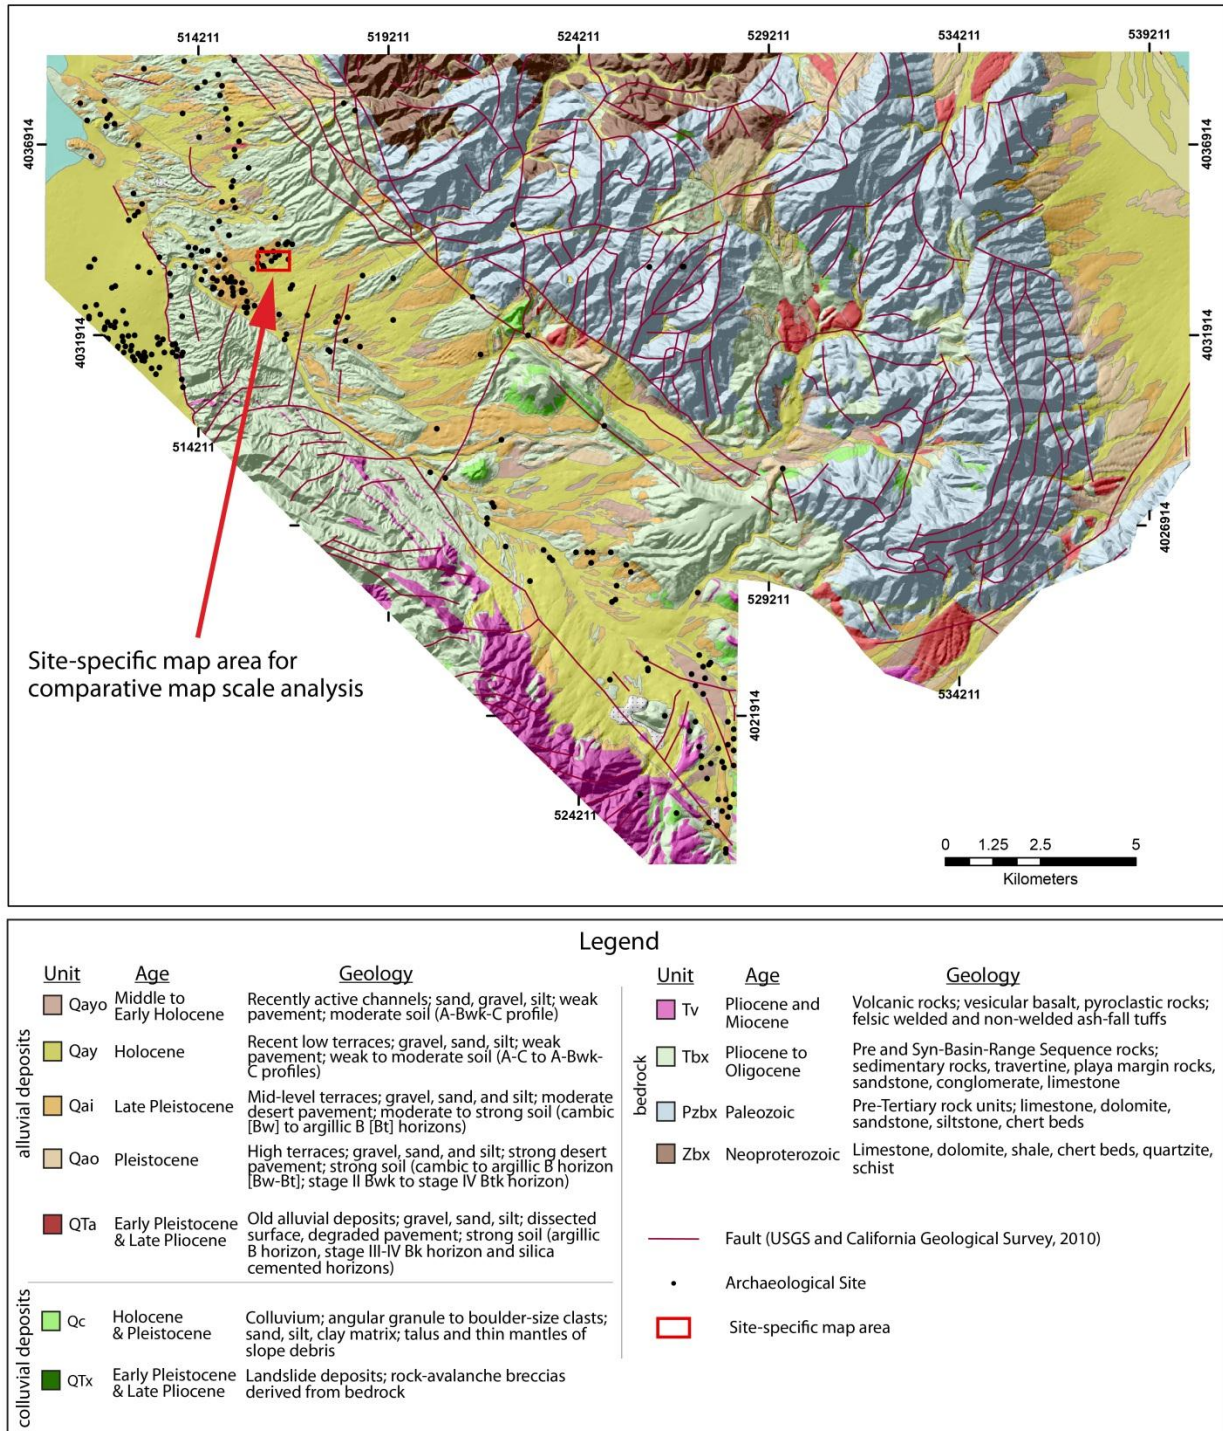 514211
519211
524211
529211
534211
539211
4036914
4036914
4031914
4031914
514211
4026914
529211
Site-specific map area for
comparative map scale analysis
534211
4021914
524211
0 1.25 2.5 5
Kilometers
Legend
alluvial deposits
Unit Age Geology
Qayo Middle to Early Holocene
Recently active channels; sand, gravel, silt; weak
pavement; moderate soil (A-Bwk-C profile)
Qay Holocene
Recent low terraces; gravel, sand, silt; weak
pavement; weak to moderate soil (A-C to A-Bwk-
C profiles)
Qai Late Pleistocene
Mid-level terraces; gravel, sand, and silt; moderate
desert pavement; moderate to strong soil (cambic
[Bw] to argillic B [Bt] horizons)
Qao Pleistocene
High terraces; gravel, sand, and silt; strong desert
pavement; strong soil (cambic to argillic B horizon
[Bw-Bt]; stage II Bwk to stage IV Btk horizon)
QTa Early Pleistocene
& Late Pliocene
Old alluvial deposits; gravel, sand, silt; dissected
surface, degraded pavement; strong soil (argillic
B horizon, stage III-IV Bk horizon and silica
cemented horizons)
colluvial deposits
Qc Holocene
& Pleistocene
Colluvium; angular granule to boulder-size clasts;
sand, silt, clay matrix; talus and thin mantles of
slope debris
QTx Early Pleistocene
& Late Pliocene
Landslide deposits; rock-avalanche breccias
derived from bedrock
bedrock
Unit Age Geology
Tv Pliocene and
Miocene
Volcanic rocks; vesicular basalt, pyroclastic rocks;
felsic welded and non-welded ash-fall tuffs
Tbx Pliocene to
Oligocene
Pre and Syn-Basin-Range Sequence rocks;
sedimentary rocks, travertine, playa margin rocks,
sandstone, conglomerate, limestone
Pzbx Paleozoic
Pre-Tertiary rock units; limestone, dolomite,
sandstone, siltstone, chert beds
Zbx Neoproterozoic
Limestone, dolomite, shale, chert beds, quartzite,
schist
Fault (USGS and California Geological Survey, 2010)
Archaeological Site
Site-specific map area